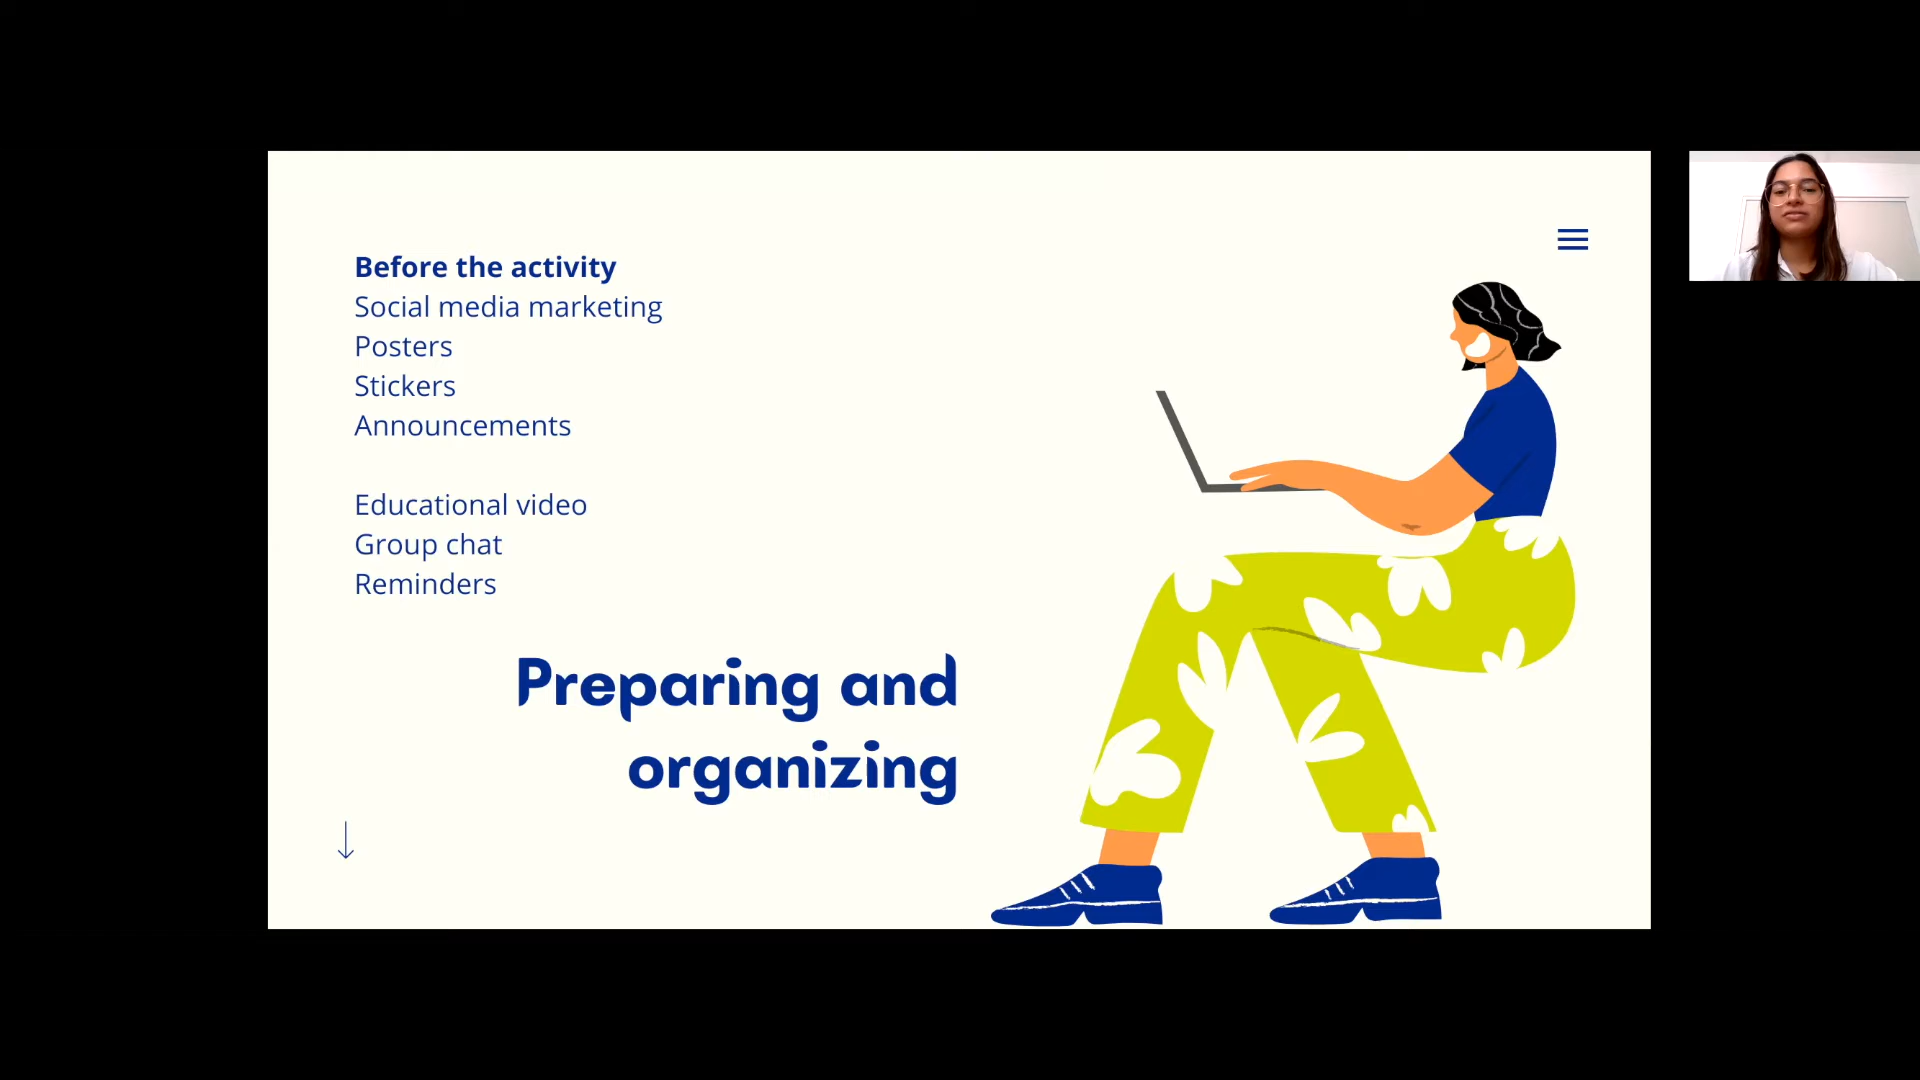 Before the activity
Social media marketing
Posters
Stickers
Announcements
Educational video
Group chat
Reminders
Preparing and
organizing